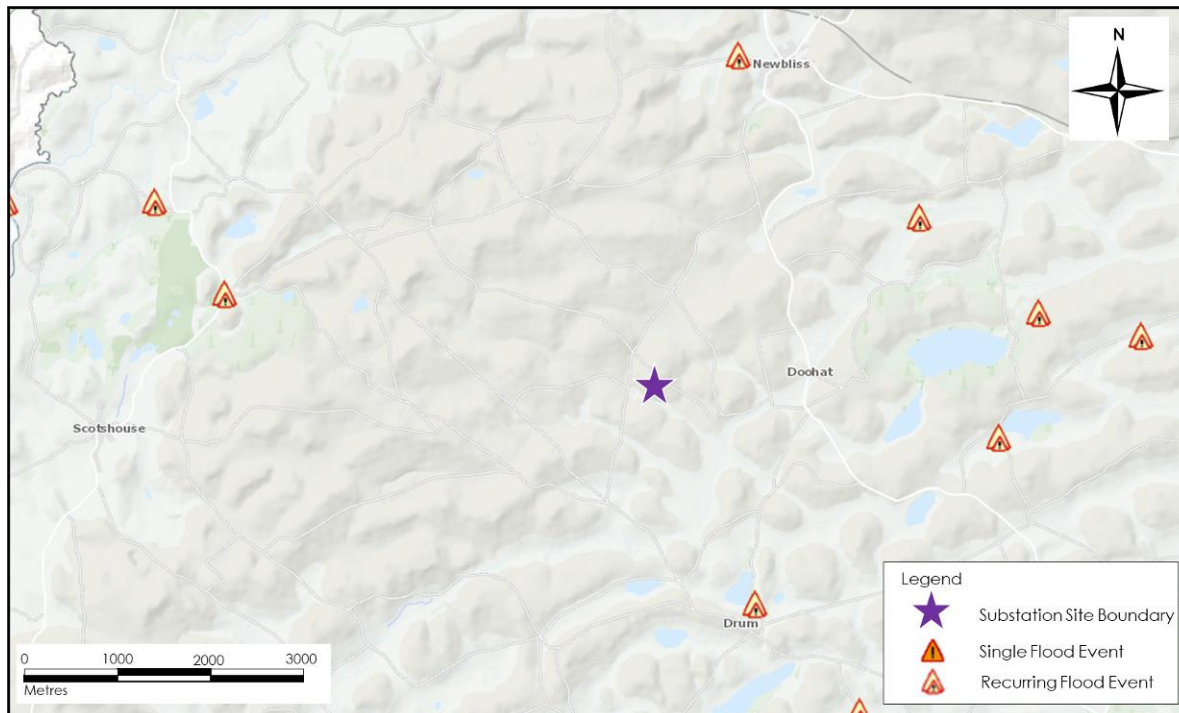 N
Newbliss
Doohat
Scotshouse
Drum
0 1000 2000 3000
Metres
Legend
Substation Site Boundary
Single Flood Event
Recurring Flood Event